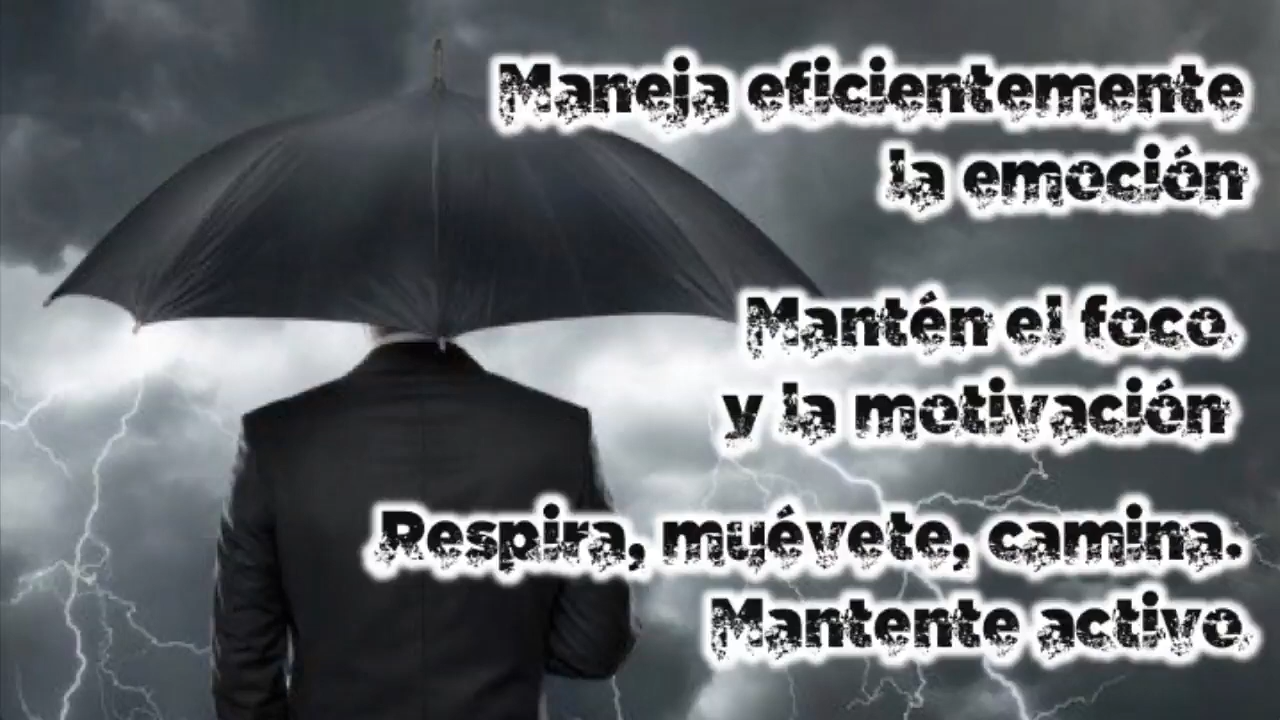 Maneja eficientemente
la emoción
Mantén el foco
y la motivación
Respira, muévete, camina.
Mantente activo.